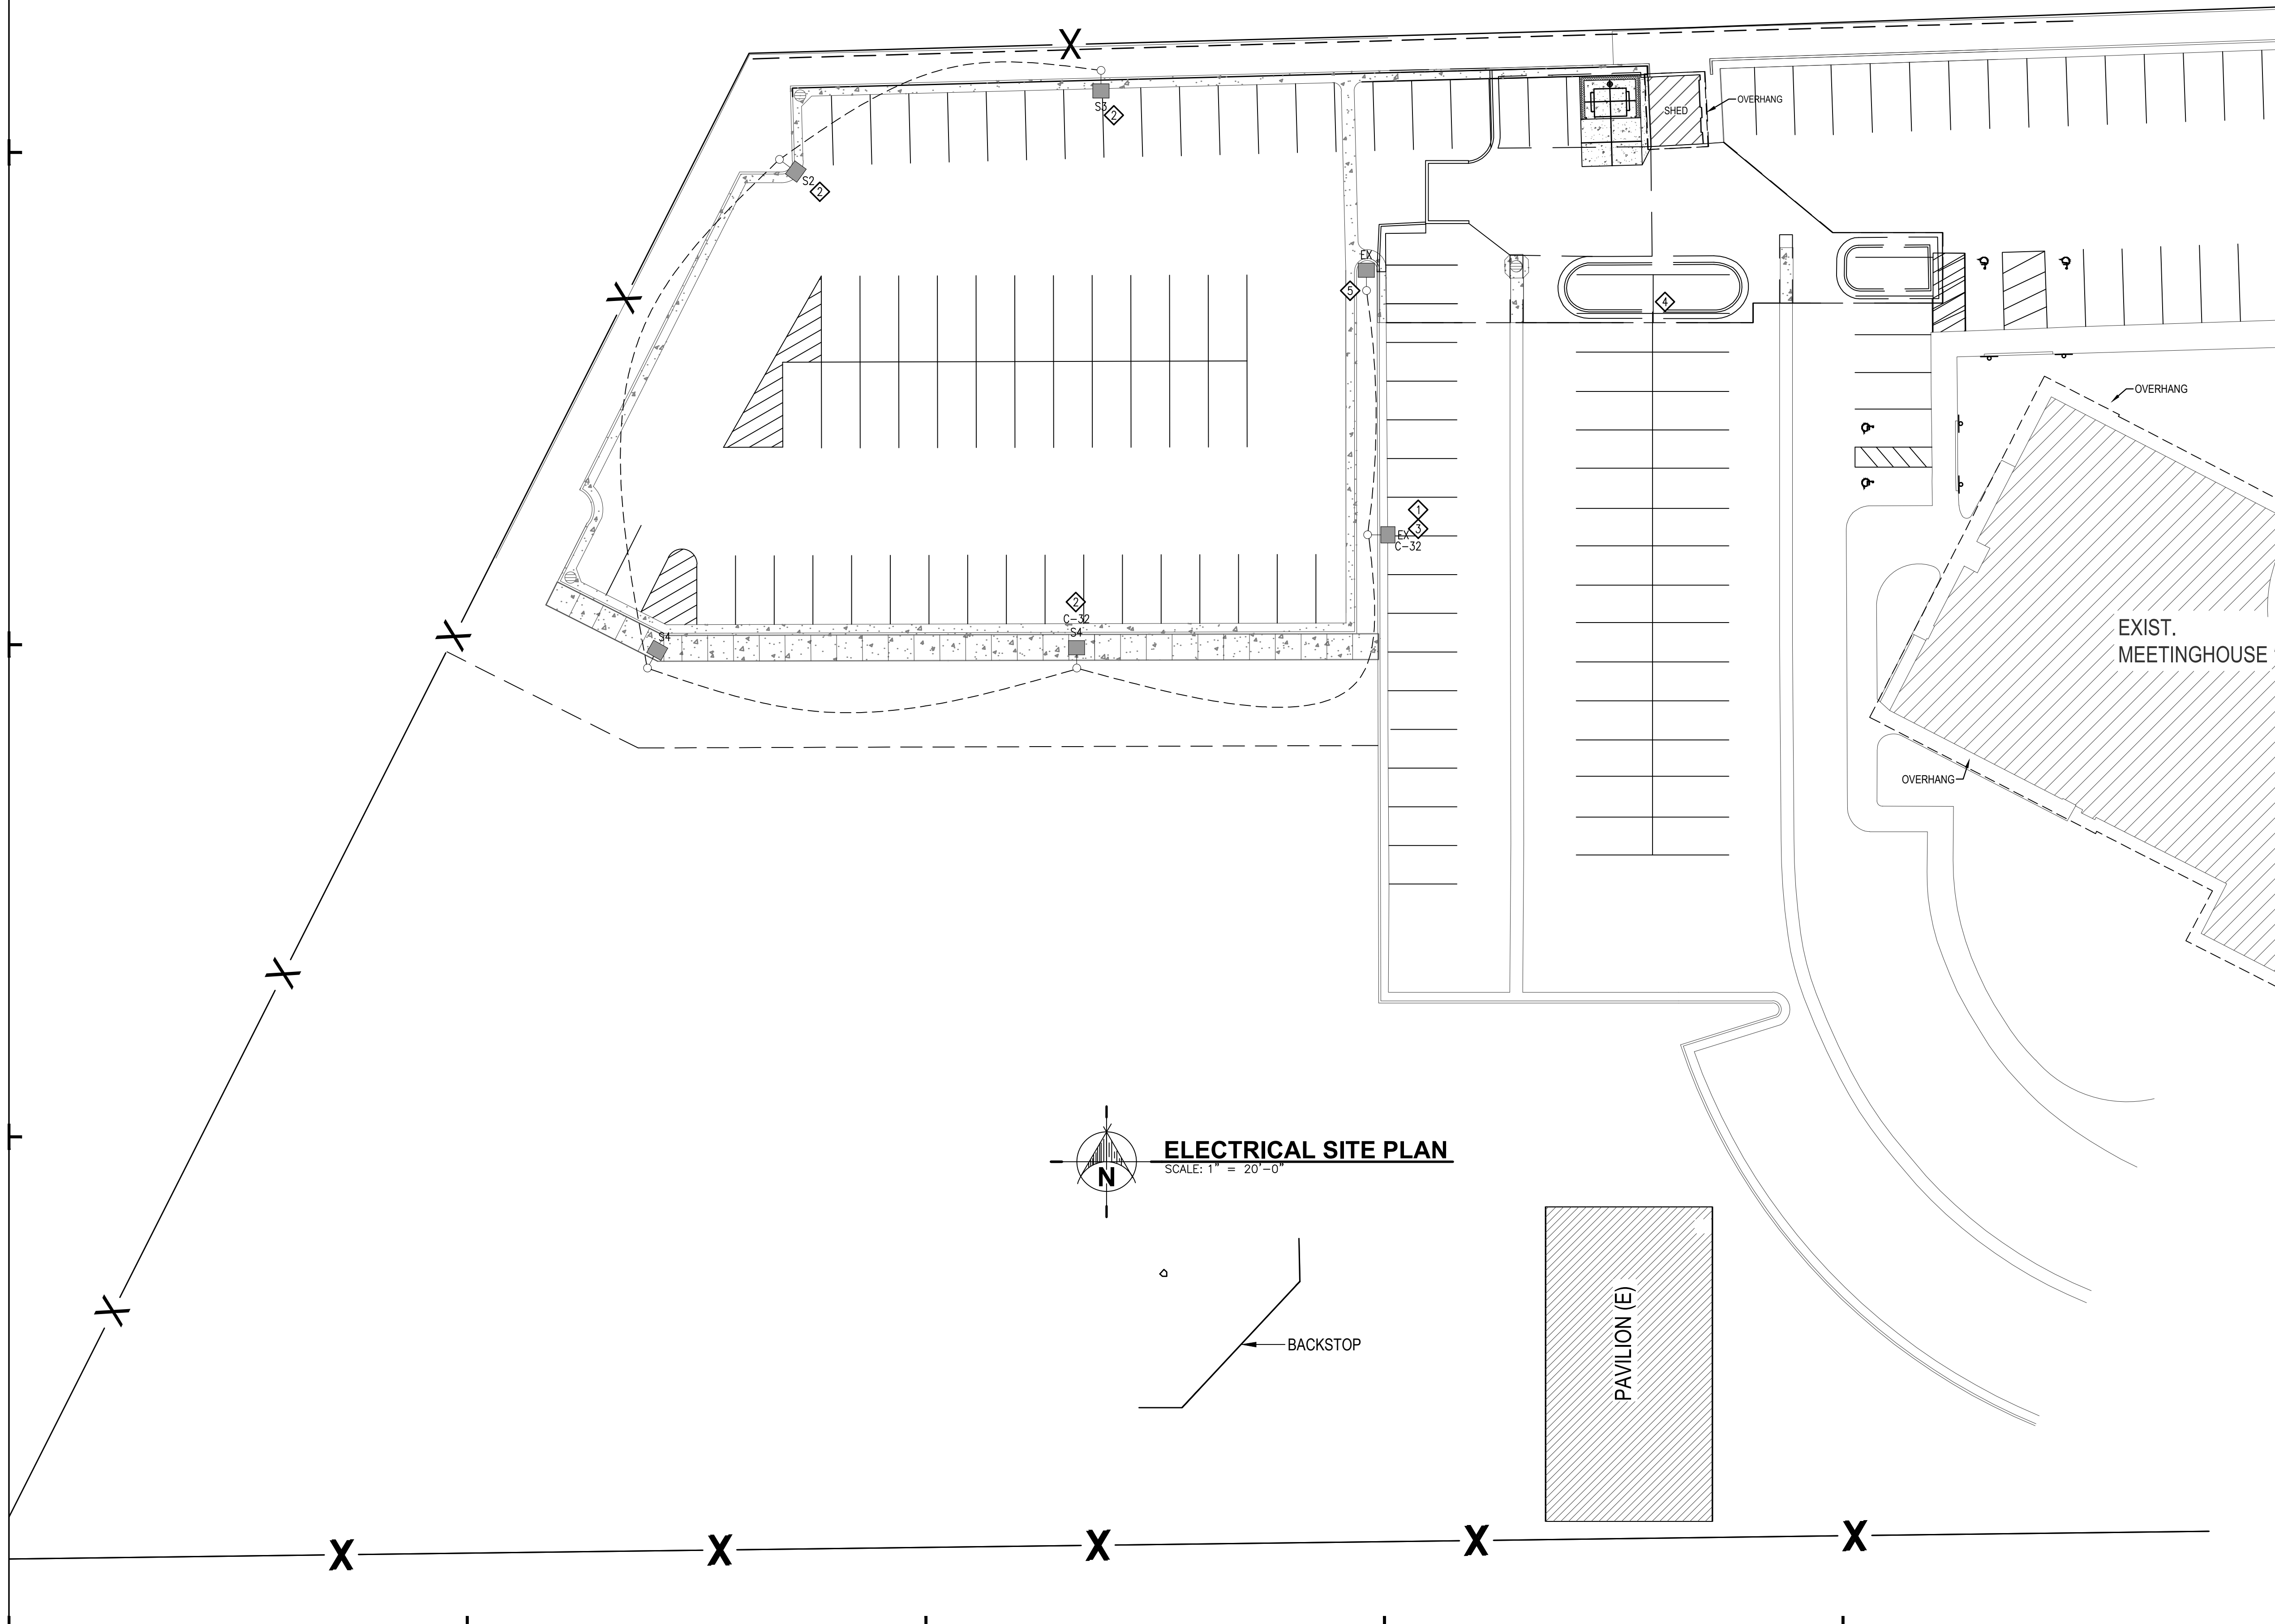 X
S3
2
SHED
OVERHANG
S2
2
EX
5
X
4
OVERHANG
1
3
EX
C-32
2
C-32
S4
S4
X
EXIST.
MEETINGHOUSE
OVERHANG
X
ELECTRICAL SITE PLAN
SCALE: 1" = 20'-0"
N
X
BACKSTOP
PAVILION (E)
X
X
X
X
X